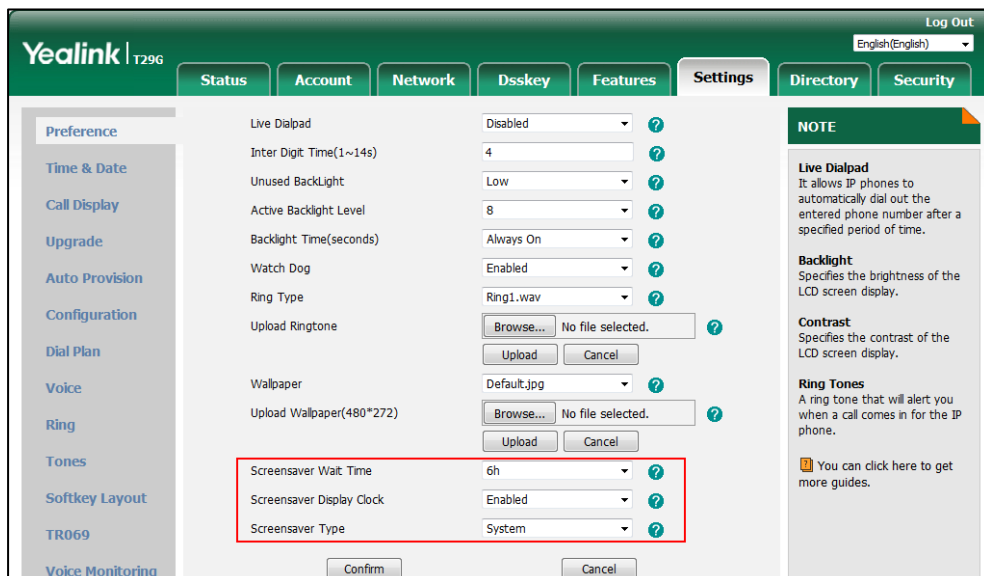 Log Out
Yealink T29G
English(English)
Status Account Network Dsskey Features Settings Directory Security
Preference
Time & Date
Call Display
Upgrade
Auto Provision
Configuration
Dial Plan
Voice
Ring
Tones
Softkey Layout
TR069
Voice Monitoring
Live Dialpad Disabled ?
Inter Digit Time(1~14s) 4 ?
Unused BackLight Low ?
Active Backlight Level 8 ?
Backlight Time(seconds) Always On ?
Watch Dog Enabled ?
Ring Type Ring1.wav ?
Upload Ringtone Browse... No file selected. ?
Upload Cancel
Wallpaper Default.jpg ?
Upload Wallpaper(480*272) Browse... No file selected. ?
Upload Cancel
Screensaver Wait Time 6h ?
Screensaver Display Clock Enabled ?
Screensaver Type System ?
Confirm Cancel
NOTE
Live Dialpad
It allows IP phones to
automatically dial out the
entered phone number after a
specified period of time.
Backlight
Specifies the brightness of the
LCD screen display.
Contrast
Specifies the contrast of the
LCD screen display.
Ring Tones
A ring tone that will alert you
when a call comes in for the IP
phone.
? You can click here to get
more guides.